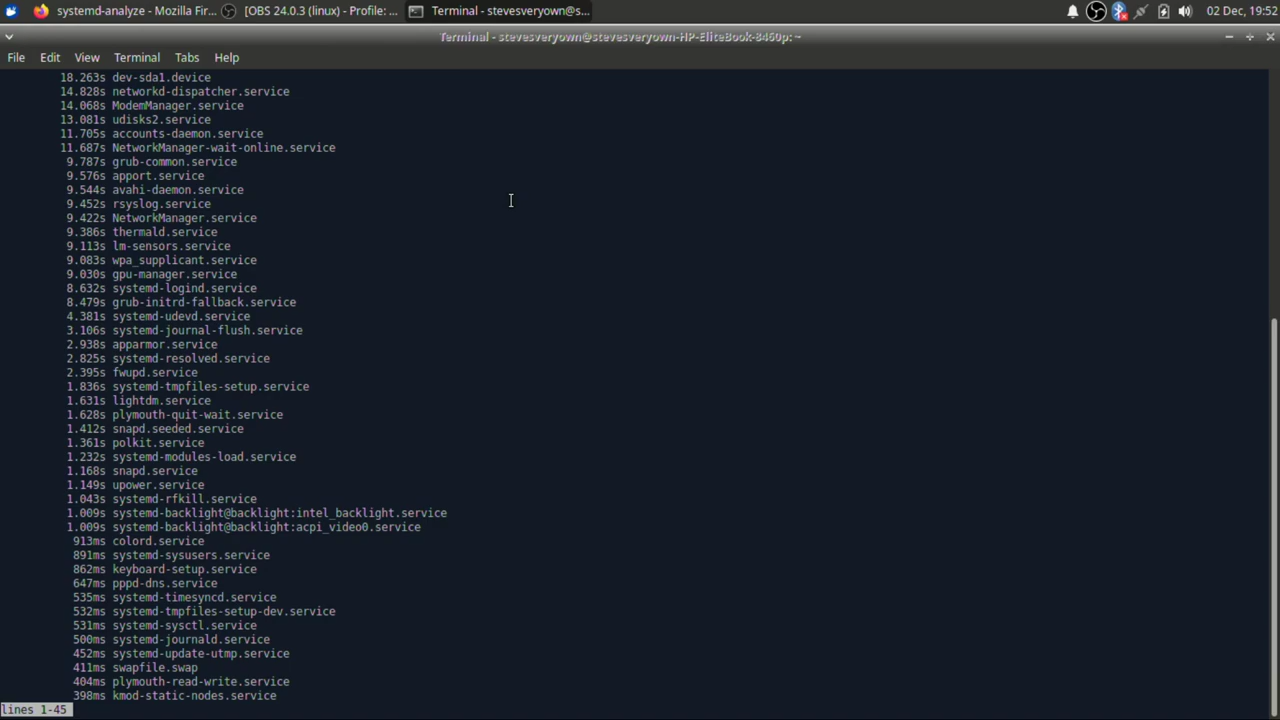 systemd-analyze - Mozilla Fir... [OBS 24.0.3 (linux) - Profile: ... Terminal - stevesveryown@s... 02 Dec, 19:52
Terminal - stevesveryown@stevesveryown-HP-EliteBook-8460p: ~
File Edit View Terminal Tabs Help
18.263s dev-sda1.device
14.828s networkd-dispatcher.service
14.068s ModemManager.service
13.081s udisks2.service
11.705s accounts-daemon.service
11.687s NetworkManager-wait-online.service
9.787s grub-common.service
9.576s apport.service
9.544s avahi-daemon.service
9.452s rsyslog.service
9.422s NetworkManager.service
9.386s thermald.service
9.113s lm-sensors.service
9.083s wpa_supplicant.service
9.030s gpu-manager.service
8.632s systemd-logind.service
8.479s grub-initrd-fallback.service
4.381s systemd-udevd.service
3.106s systemd-journal-flush.service
2.938s apparmor.service
2.825s systemd-resolved.service
2.395s fwupd.service
1.836s systemd-tmpfiles-setup.service
1.631s lightdm.service
1.628s plymouth-quit-wait.service
1.412s snapd.seeded.service
1.361s polkit.service
1.232s systemd-modules-load.service
1.168s snapd.service
1.149s upower.service
1.043s systemd-rfkill.service
1.009s systemd-backlight@backlight:intel_backlight.service
1.009s systemd-backlight@backlight:acpi_video0.service
913ms colord.service
891ms systemd-sysusers.service
862ms keyboard-setup.service
647ms pppd-dns.service
535ms systemd-timesyncd.service
532ms systemd-tmpfiles-setup-dev.service
531ms systemd-sysctl.service
500ms systemd-journald.service
452ms systemd-update-utmp.service
411ms swapfile.swap
404ms plymouth-read-write.service
398ms kmod-static-nodes.service
lines 1-45